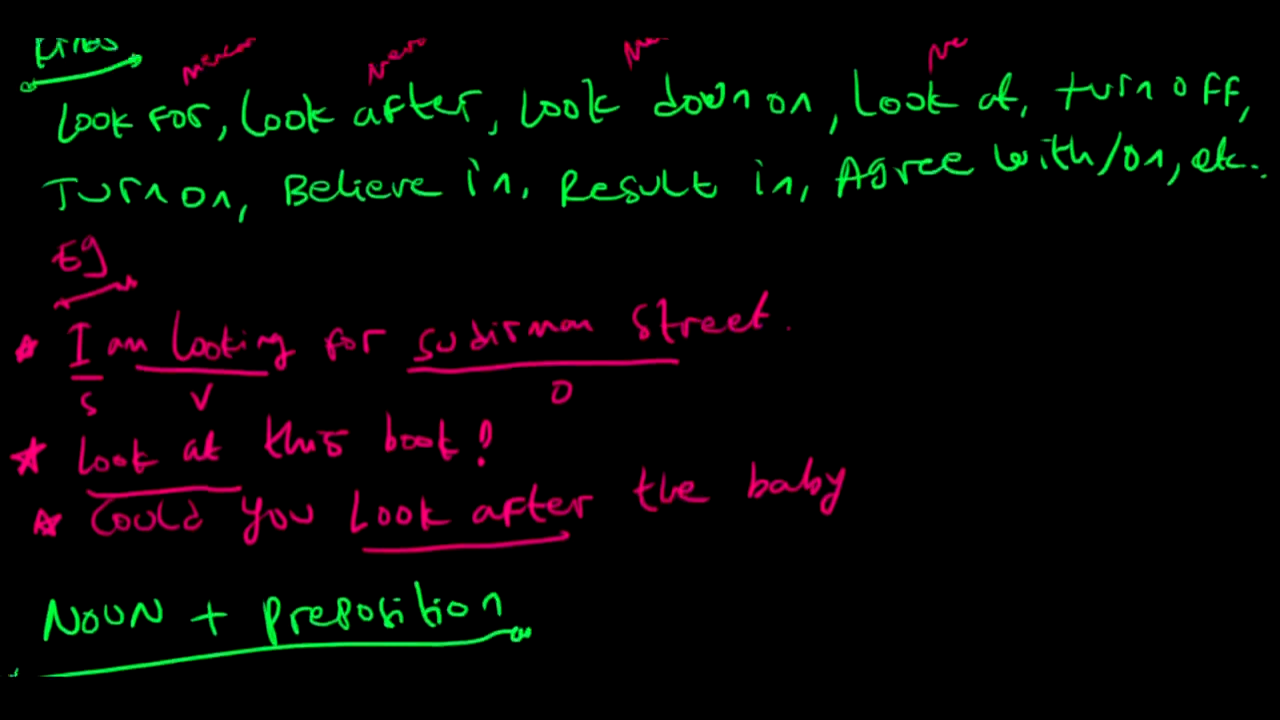 Look for, Look after, Look down on, Look at, turn off,
Turn on, Believe in, Result in, Agree with/on, etc.
Eg
I am looking for sudirman street.
S V O
Look at this book!
Could you look after the baby
Noun + Preposition